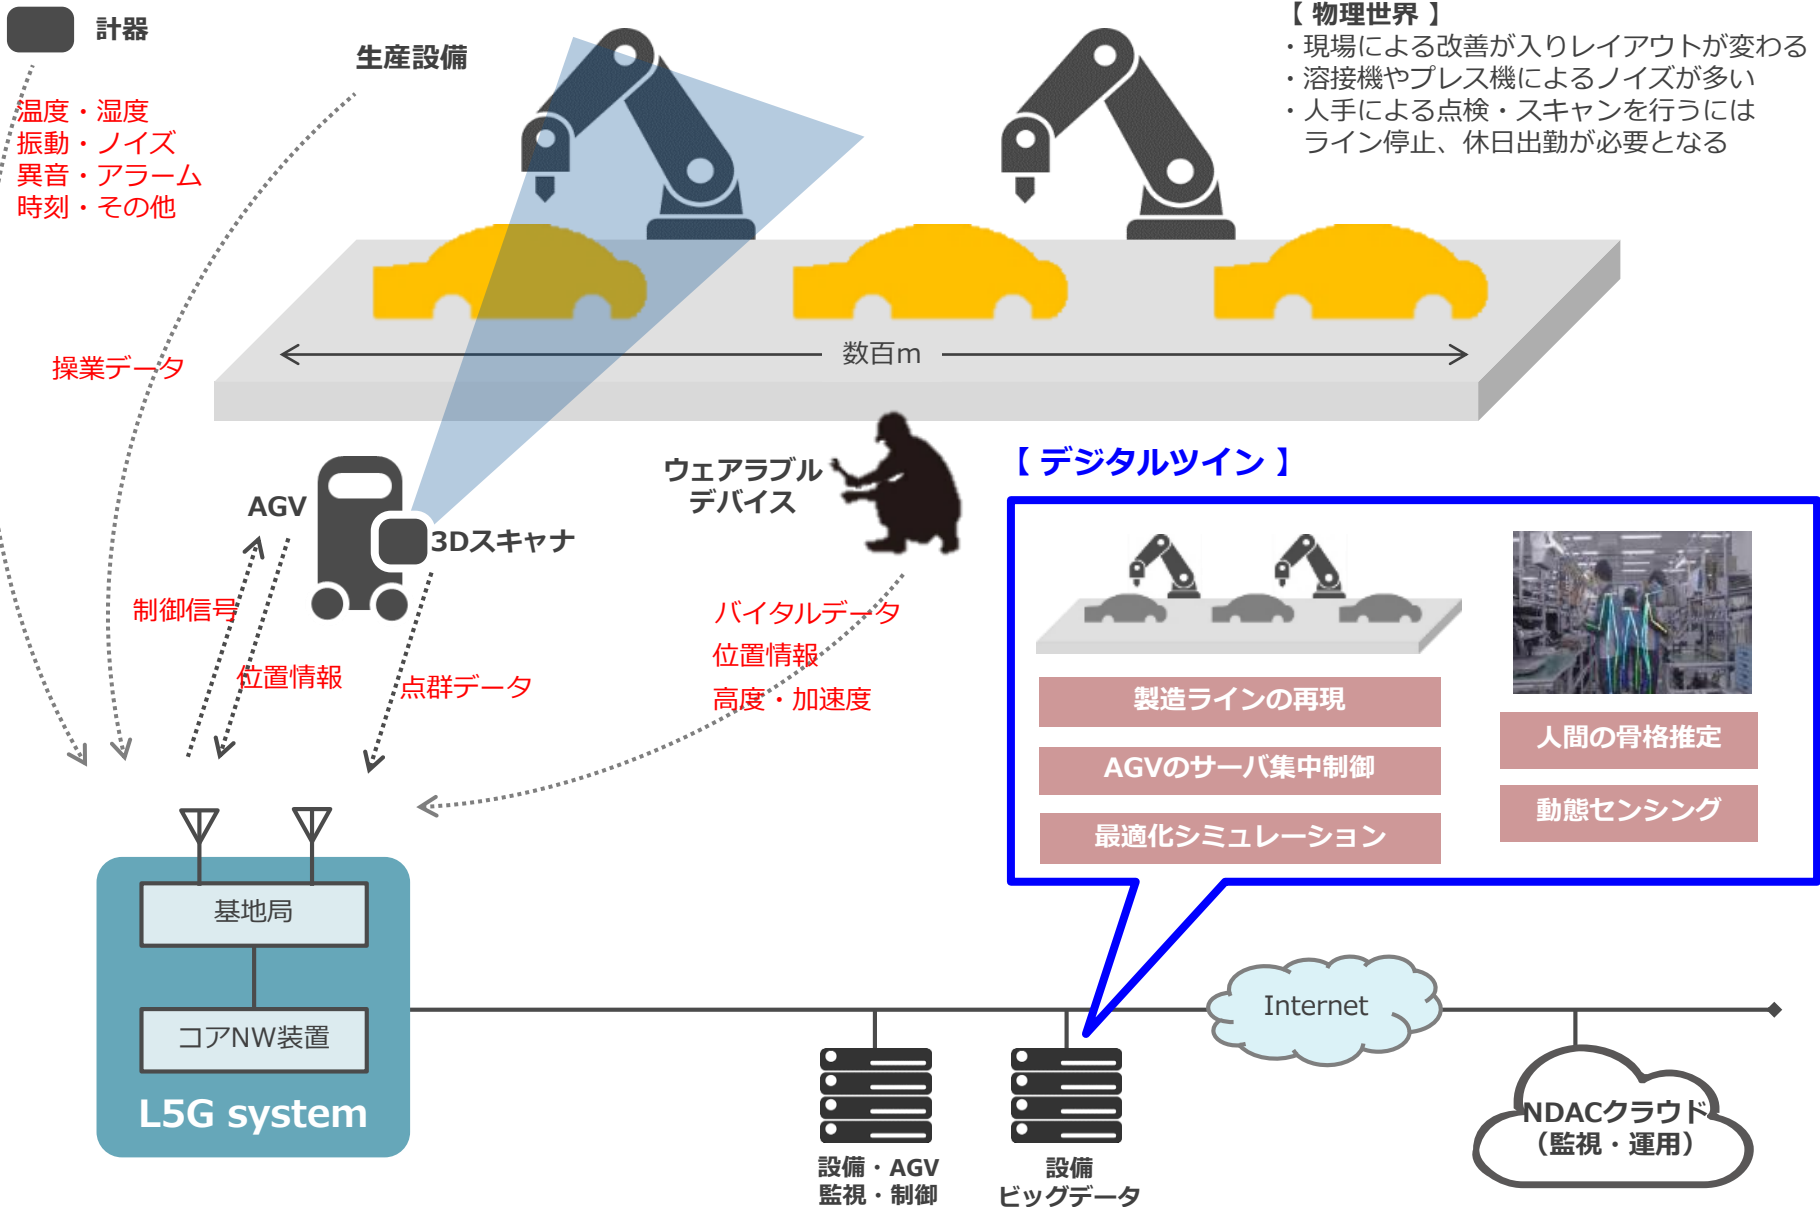 計器
温度・湿度
振動・ノイズ
異音・アラーム
時刻・その他
生産設備
【 物理世界 】
・現場による改善が入りレイアウトが変わる
・溶接機やプレス機によるノイズが多い
・人手による点検・スキャンを行うには
ライン停止、休日出勤が必要となる
操業データ
数百m
AGV
3Dスキャナ
ウェアラブル
デバイス
制御信号
位置情報
点群データ
バイタルデータ
位置情報
高度・加速度
【 デジタルツイン 】
製造ラインの再現
AGVのサーバ集中制御
最適化シミュレーション
人間の骨格推定
動態センシング
基地局
コアNW装置
L5G system
Internet
設備・AGV
監視・制御
設備
ビッグデータ
NDACクラウド
（監視・運用）